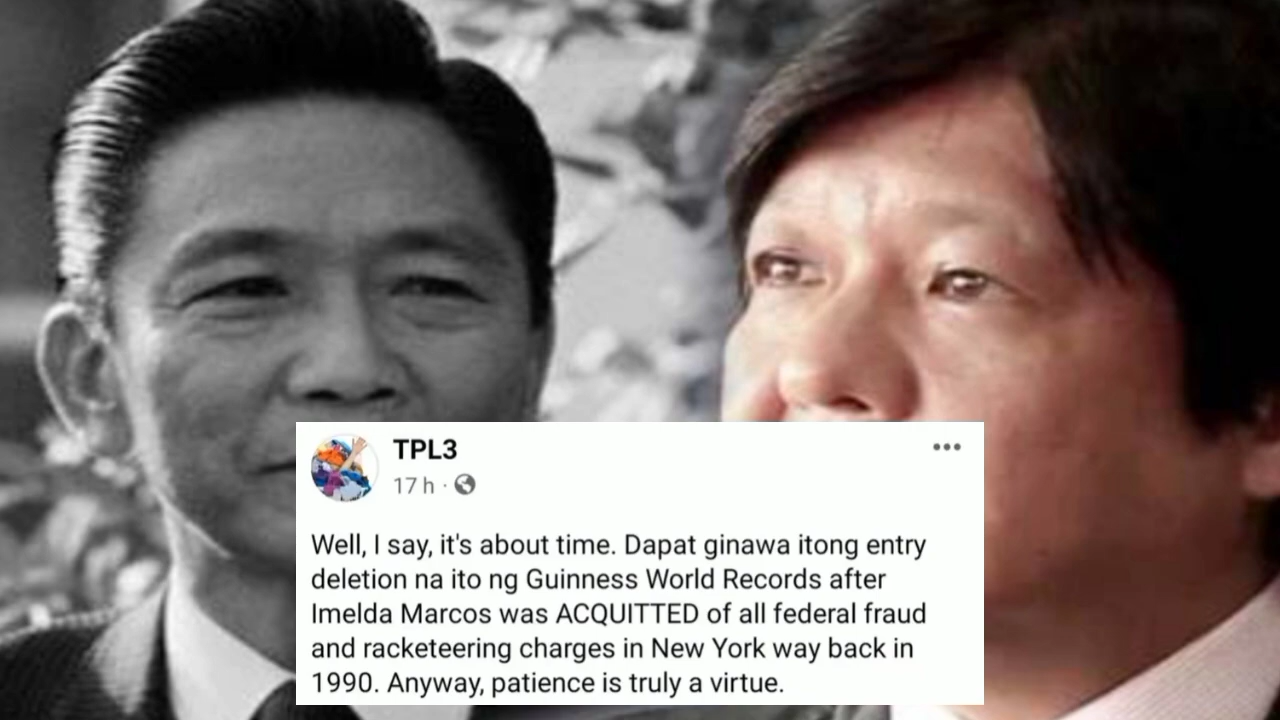 TPL3
17 h ·
Well, I say, it's about time. Dapat ginawa itong entry
deletion na ito ng Guinness World Records after
Imelda Marcos was ACQUITTED of all federal fraud
and racketeering charges in New York way back in
1990. Anyway, patience is truly a virtue.